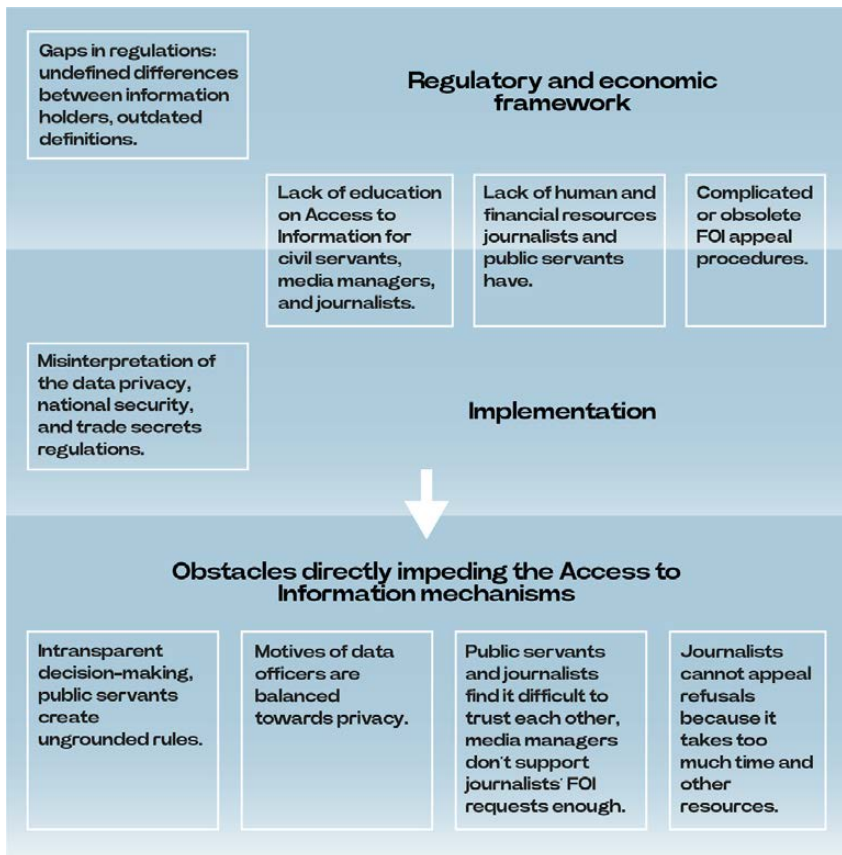 Gaps in regulations:
undefined differences
between information
holders, outdated
definitions.
Regulatory and economic
framework
Lack of education
on Access to
Information for
civil servants,
media managers,
and journalists.
Lack of human and
financial resources
journalists and
public servants
have.
Complicated
or obsolete
FOI appeal
procedures.
Misinterpretation of
the data privacy,
national security,
and trade secrets
regulations.
Implementation
Obstacles directly impeding the Access to
Information mechanisms
Intransparent
decision-making,
public servants
create
ungrounded rules.
Motives of data
officers are
balanced
towards privacy.
Public servants
and journalists
find it difficult to
trust each other,
media managers
don't support
journalists' FOI
requests enough.
Journalists
cannot appeal
refusals
because it
takes too
much time and
other
resources.